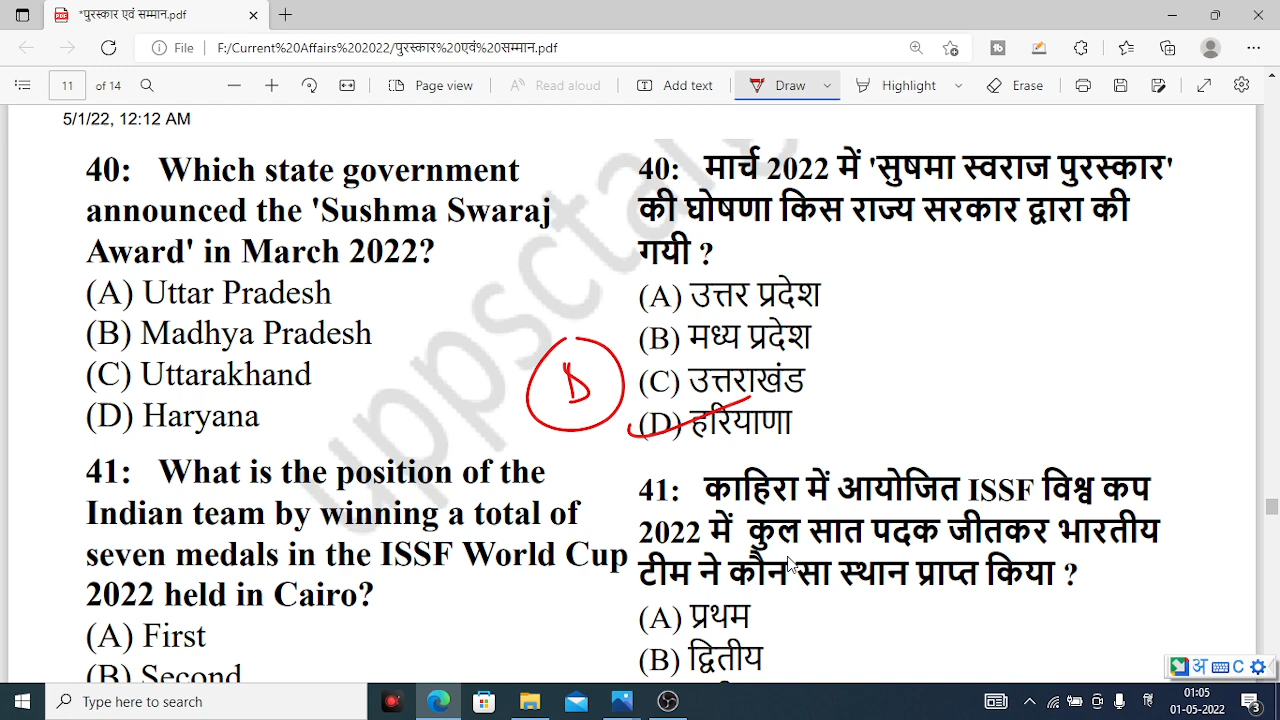 *पुरस्कार एवं सम्मान.pdf
File F:/Current%20Affairs%202022/पुरस्कार%20एवं%20सम्मान.pdf
11 of 14 Page view Read aloud Add text Draw Highlight Erase
5/1/22, 12:12 AM
40: Which state government
announced the 'Sushma Swaraj
Award' in March 2022?
(A) Uttar Pradesh
(B) Madhya Pradesh
(C) Uttarakhand
(D) Haryana
41: What is the position of the
Indian team by winning a total of
seven medals in the ISSF World Cup
2022 held in Cairo?
(A) First
(B) Second
D
40: मार्च 2022 में 'सुषमा स्वराज पुरस्कार'
की घोषणा किस राज्य सरकार द्वारा की
गयी ?
(A) उत्तर प्रदेश
(B) मध्य प्रदेश
(C) उत्तराखंड
(D) हरियाणा
41: काहिरा में आयोजित ISSF विश्व कप
2022 में कुल सात पदक जीतकर भारतीय
टीम ने कौन सा स्थान प्राप्त किया ?
(A) प्रथम
(B) द्वितीय
uppsctale
अ C
Type here to search
हि
01:05
01-05-2022
3